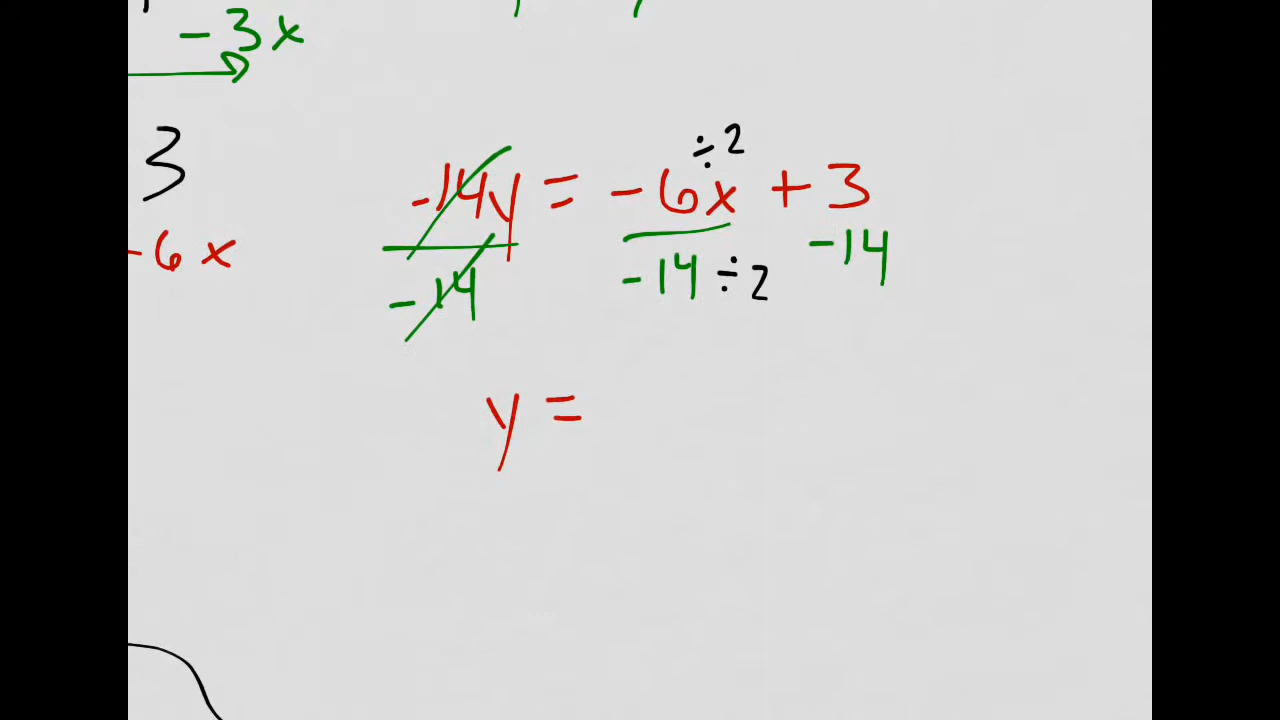 - 3x
÷2
3
-14y = -6x + 3
- 6x
-14
-14 ÷2
-14
y =